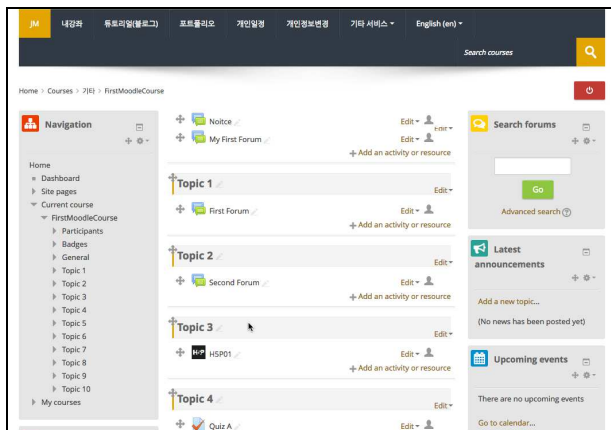 JM 내강좌 튜토리얼(블로그) 포트폴리오 개인일정 개인정보변경 기타 서비스 English (en)
Search courses
Home > Courses > 기타 > FirstMoodleCourse
Navigation
Home
Dashboard
Site pages
Current course
FirstMoodleCourse
Participants
Badges
General
Topic 1
Topic 2
Topic 3
Topic 4
Topic 5
Topic 6
Topic 7
Topic 8
Topic 9
Topic 10
My courses
Noitce Edit
Edit
My First Forum Edit
Add an activity or resource
Topic 1
Edit
First Forum Edit
Add an activity or resource
Topic 2
Edit
Second Forum Edit
Add an activity or resource
Topic 3
Edit
H5P H5P01 Edit
Add an activity or resource
Topic 4
Edit
Quiz A Edit
Search forums
Go
Advanced search
Latest
announcements
Add a new topic...
(No news has been posted yet)
Upcoming events
There are no upcoming events
Go to calendar...